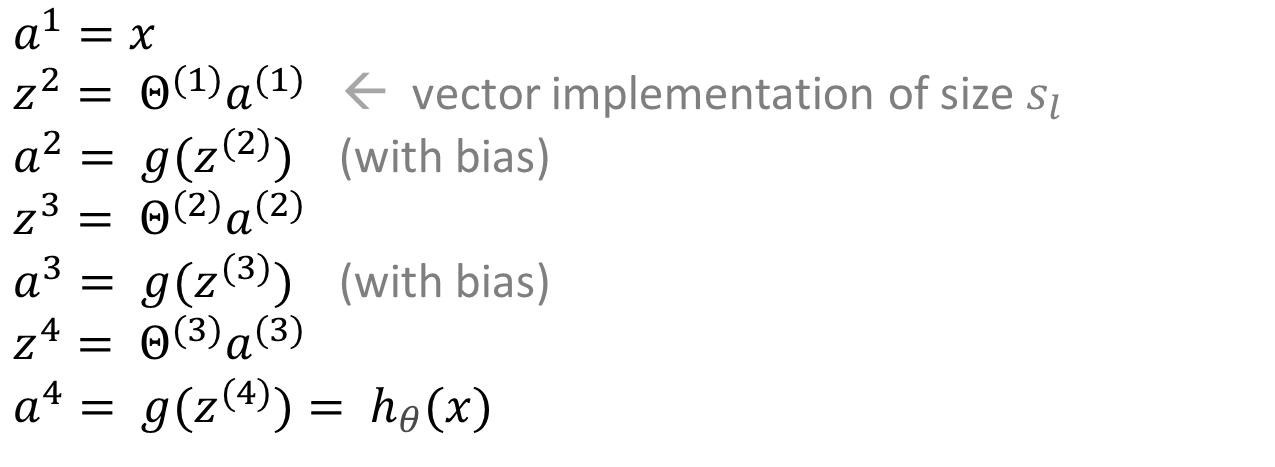 a¹ = x
z² = Θ⁽¹⁾a⁽¹⁾ ← vector implementation of size sₗ
a² = g(z⁽²⁾) (with bias)
z³ = Θ⁽²⁾a⁽²⁾
a³ = g(z⁽³⁾) (with bias)
z⁴ = Θ⁽³⁾a⁽³⁾
a⁴ = g(z⁽⁴⁾) = h_θ(x)